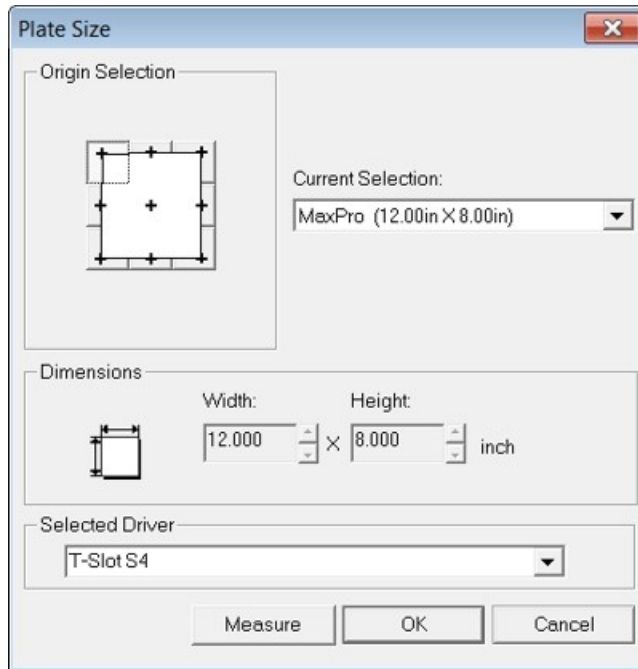 Plate Size
Origin Selection
Current Selection:
MaxPro (12.00in X 8.00in)
Dimensions
Width: Height:
12.000 X 8.000 inch
Selected Driver
T-Slot S4
Measure OK Cancel